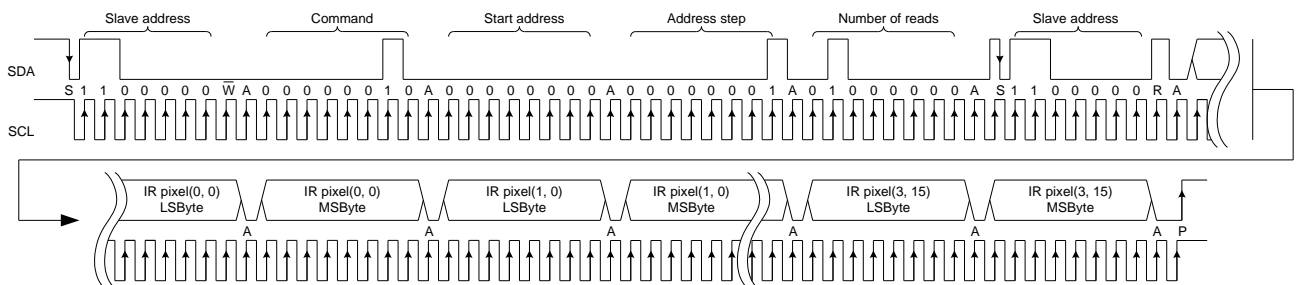 Slave address Command Start address Address step Number of reads Slave address
SDA
S 1 1 0 0 0 0 0 W̅ A 0 0 0 0 0 0 1 0 A 0 0 0 0 0 0 0 0 A 0 0 0 0 0 0 0 1 A 0 1 0 0 0 0 0 0 A S 1 1 0 0 0 0 0 R A
SCL
IR pixel(0, 0) IR pixel(0, 0) IR pixel(1, 0) IR pixel(1, 0) IR pixel(3, 15) IR pixel(3, 15)
LSByte MSByte LSByte MSByte LSByte MSByte
A A A A A A P